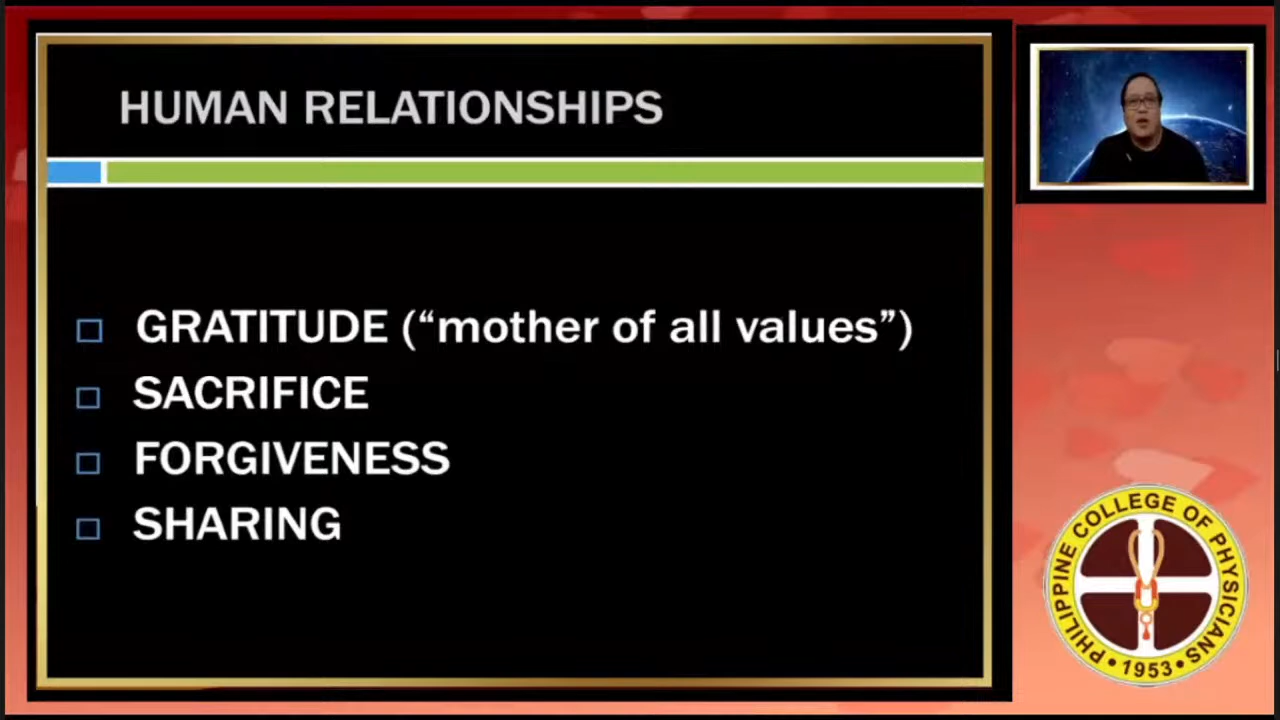 HUMAN RELATIONSHIPS
GRATITUDE (“mother of all values”)
SACRIFICE
FORGIVENESS
SHARING
PHILIPPINE COLLEGE OF PHYSICIANS
• 1953 •